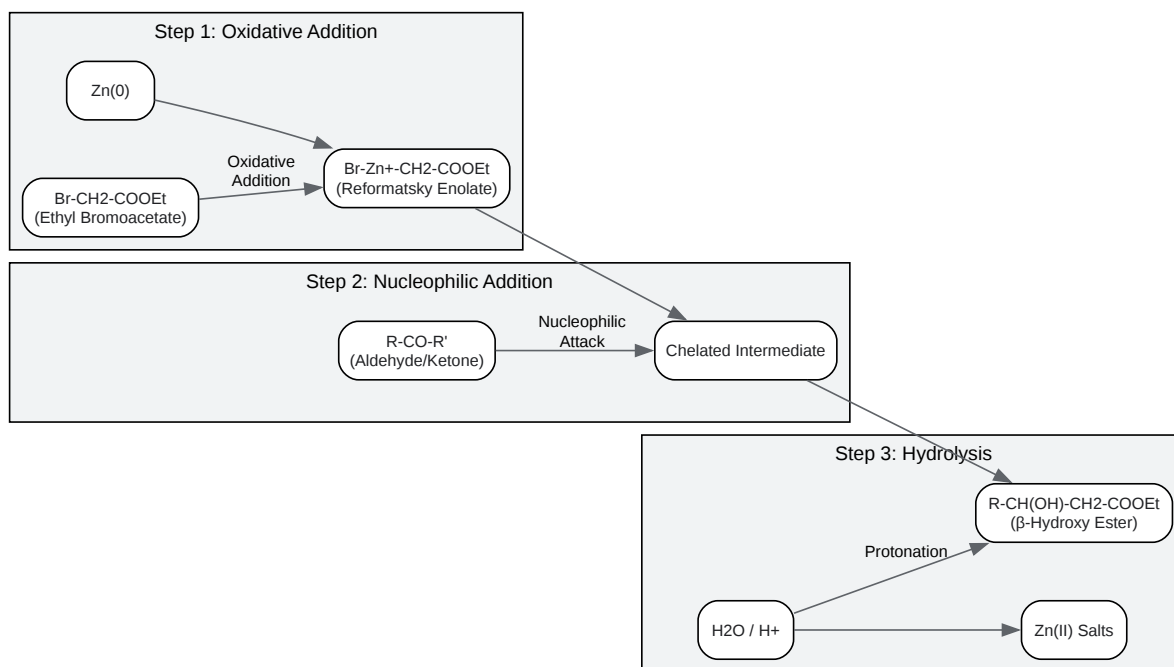 Step 1: Oxidative Addition
Zn(0)
Oxidative
Addition
Br-CH2-COOEt
(Ethyl Bromoacetate)
Br-Zn+-CH2-COOEt
(Reformatsky Enolate)
Step 2: Nucleophilic Addition
R-CO-R'
(Aldehyde/Ketone)
Nucleophilic
Attack
Chelated Intermediate
Step 3: Hydrolysis
R-CH(OH)-CH2-COOEt
(β-Hydroxy Ester)
Protonation
H2O / H+
Zn(II) Salts